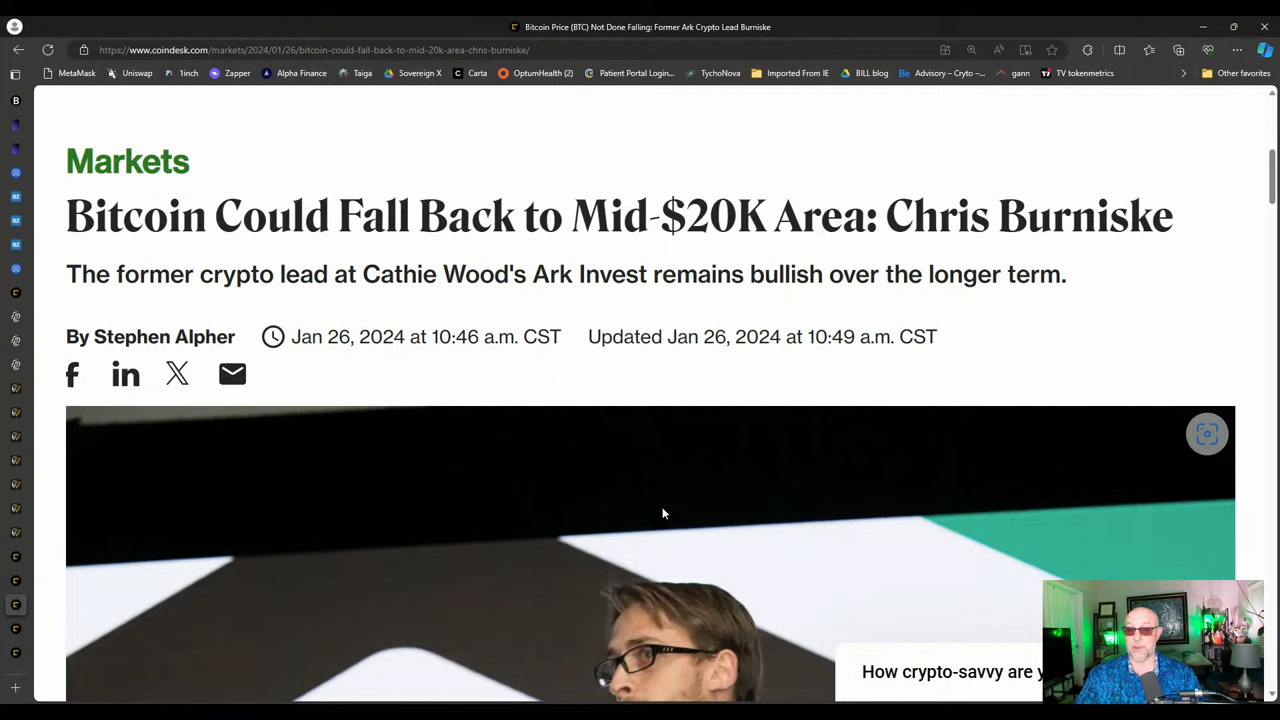 Bitcoin Price (BTC) Not Done Falling: Former Ark Crypto Lead Burniske
https://www.coindesk.com/markets/2024/01/26/bitcoin-could-fall-back-to-mid-20k-area-chris-burniske/
MetaMask Uniswap 1inch Zapper Alpha Finance Taiga Sovereign X Carta OptumHealth (2) Patient Portal Login... TychoNova Imported From IE BILL blog Advisory – Cryto –... gann TV tokenmetrics Other favorites
Markets
Bitcoin Could Fall Back to Mid-$20K Area: Chris Burniske
The former crypto lead at Cathie Wood's Ark Invest remains bullish over the longer term.
By Stephen Alpher Jan 26, 2024 at 10:46 a.m. CST Updated Jan 26, 2024 at 10:49 a.m. CST
How crypto-savvy are